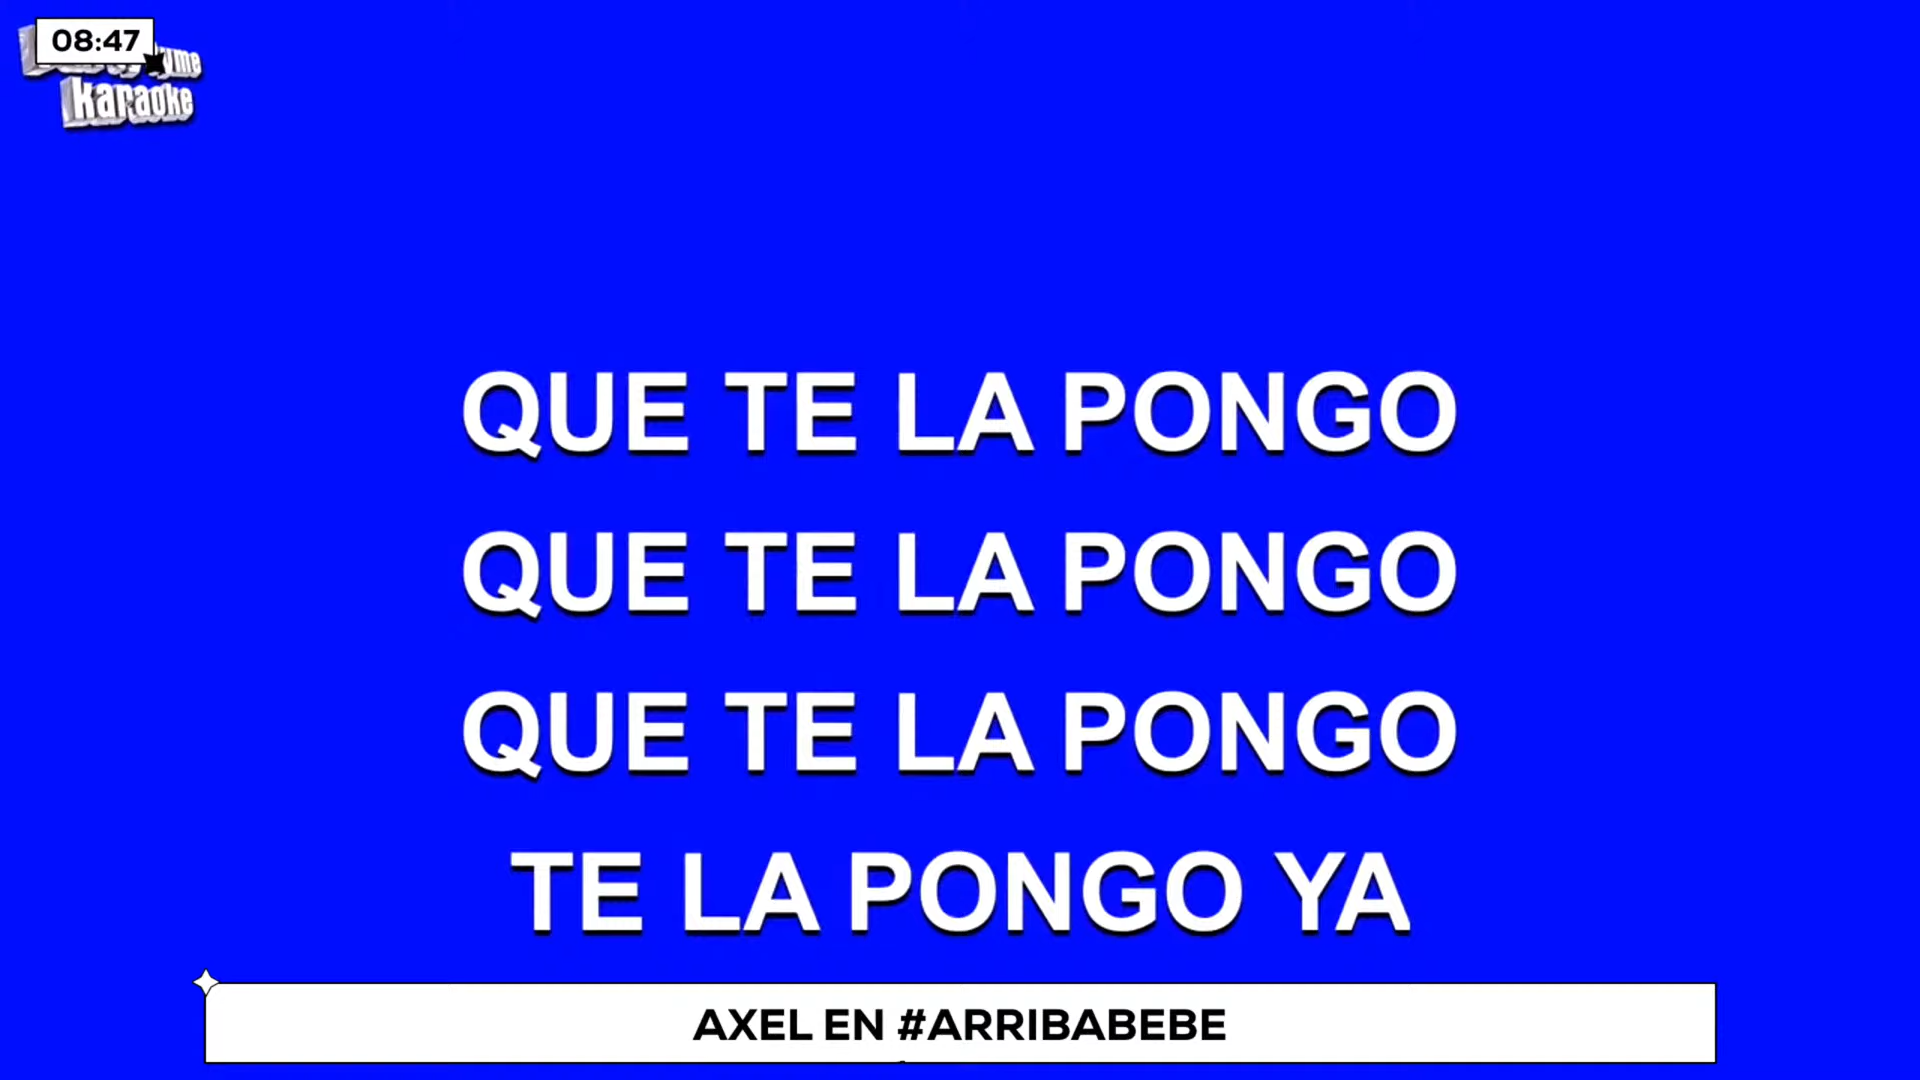 08:47
karaoke
QUE TE LA PONGO
QUE TE LA PONGO
QUE TE LA PONGO
TE LA PONGO YA
AXEL EN #ARRIBABEBE